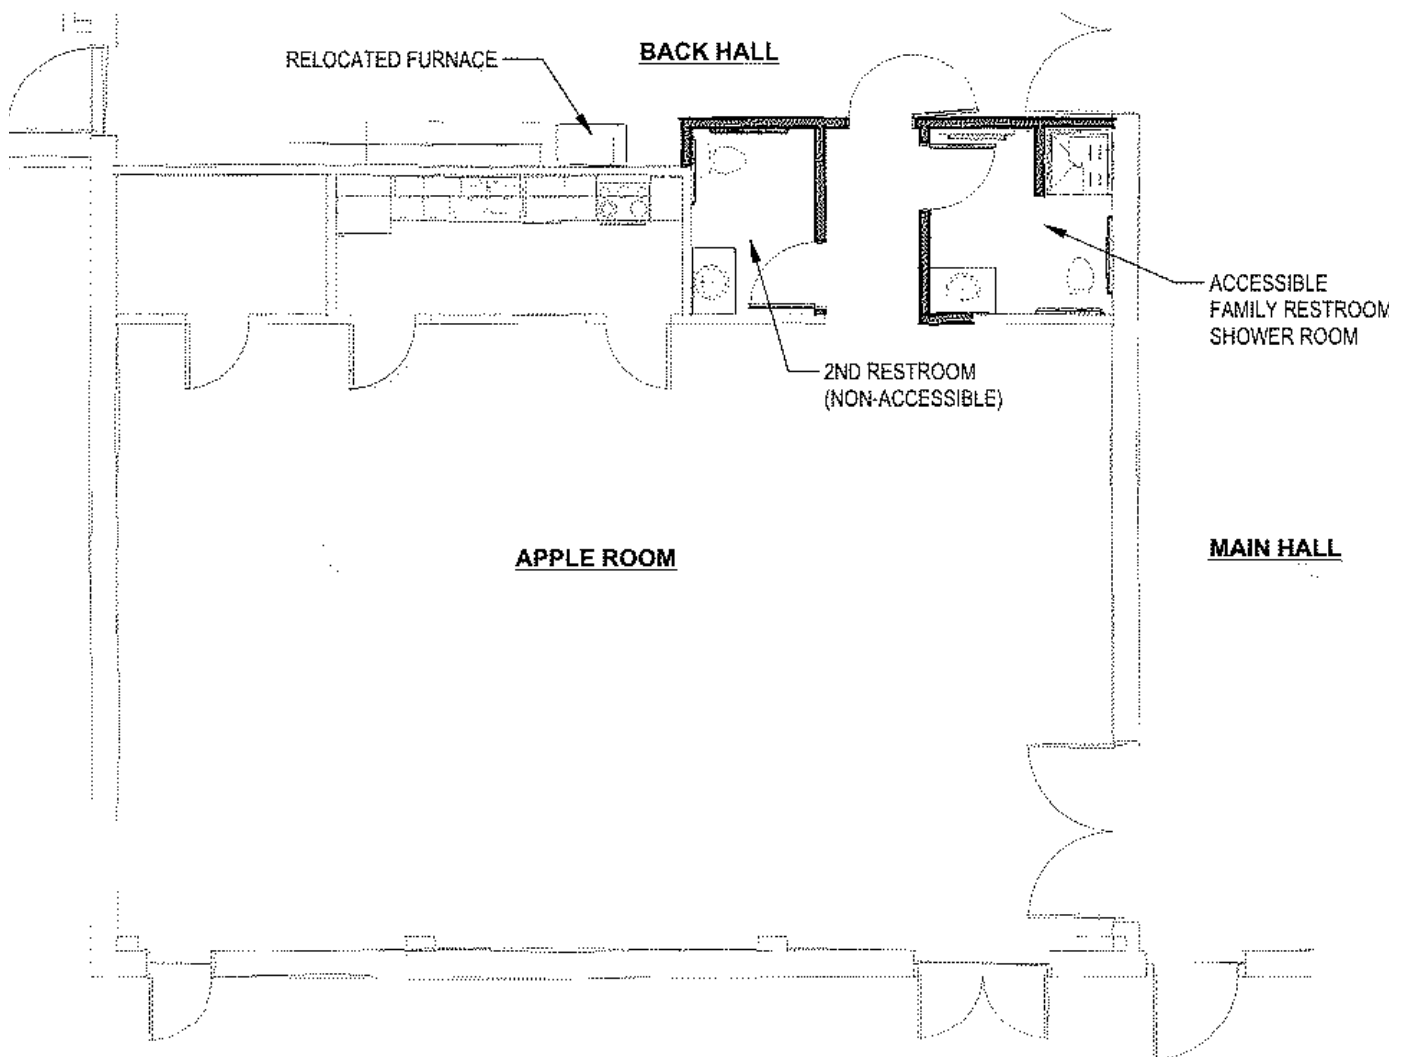 BACK HALL
RELOCATED FURNACE
ACCESSIBLE
FAMILY RESTROOM
SHOWER ROOM
2ND RESTROOM
(NON-ACCESSIBLE)
APPLE ROOM
MAIN HALL